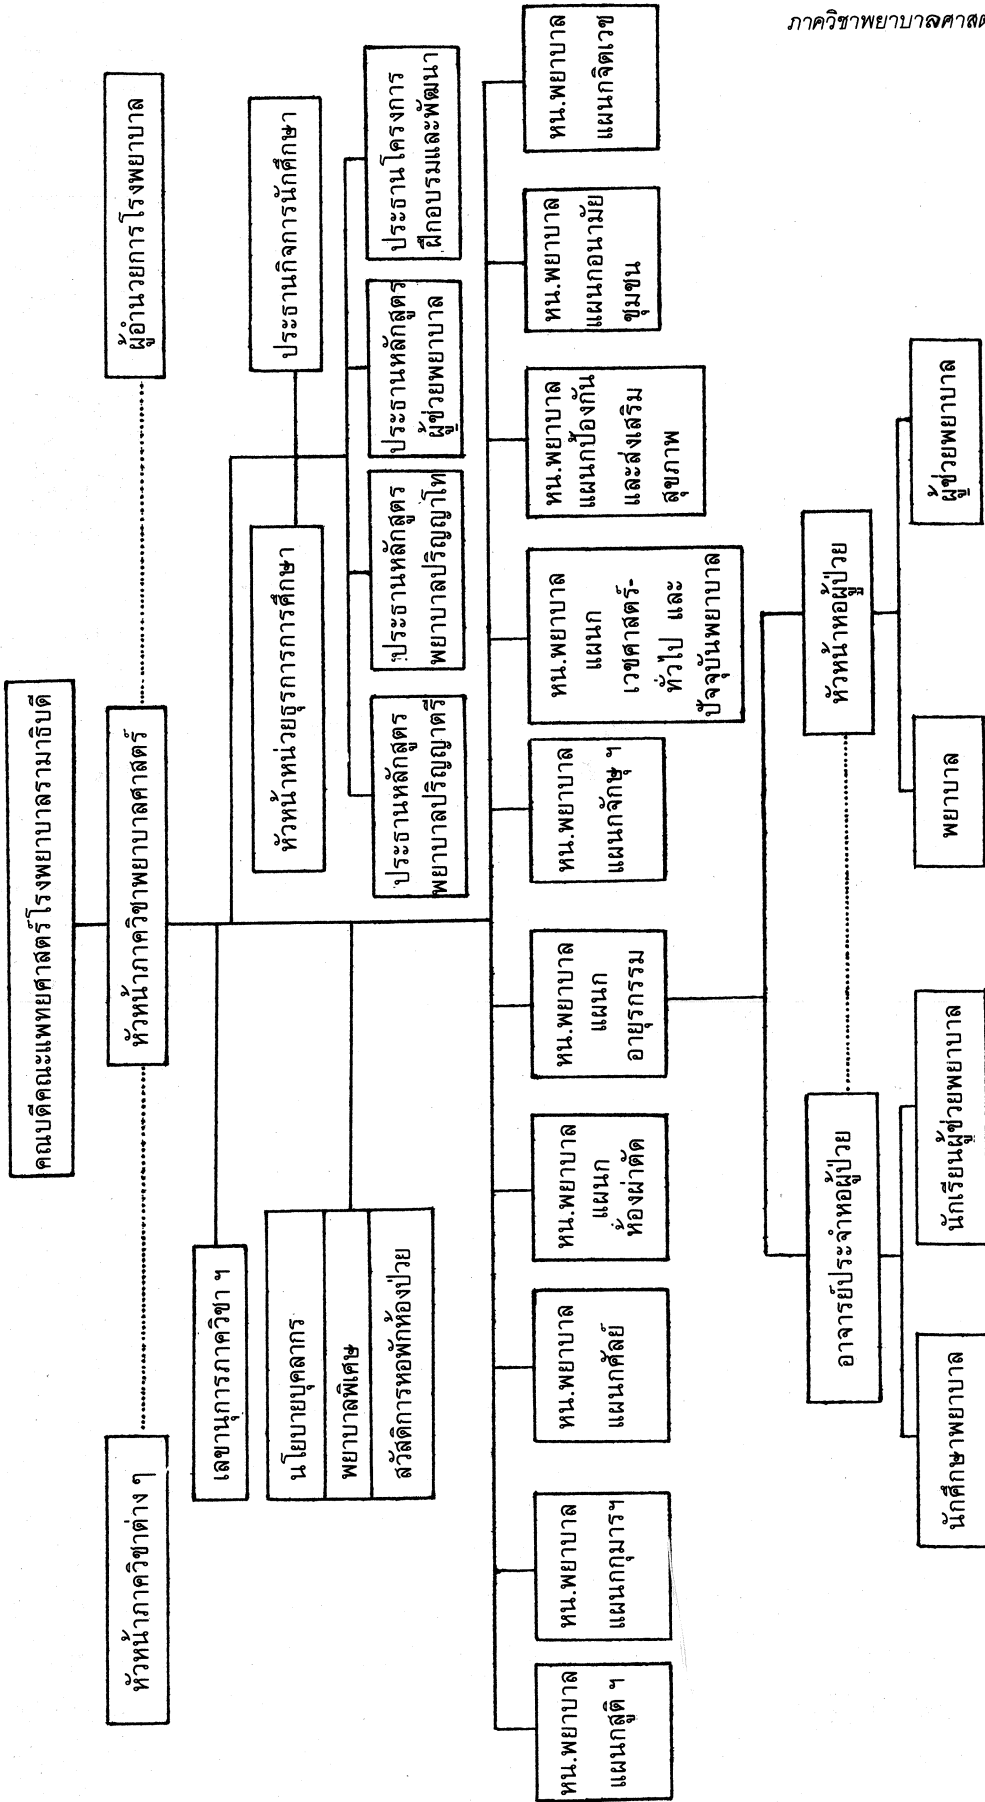 ภาควิชาพยาบาลศาสต
คณบดีคณะแพทยศาสตร์โรงพยาบาลรามาธิบดี
หัวหน้าภาควิชาต่าง ๆ
หัวหน้าภาควิชาพยาบาลศาสตร์
ผู้อำนวยการโรงพยาบาล
เลขานุการภาควิชา ฯ
นโยบายบุคลากร
พยาบาลพิเศษ
สวัสดิการหอพักห้องป่วย
หัวหน้าหน่วยธุรการการศึกษา
ประธานกิจการนักศึกษา
ประธานหลักสูตร
พยาบาลปริญญาตรี
ประธานหลักสูตร
พยาบาลปริญญาโท
ประธานหลักสูตร
ผู้ช่วยพยาบาล
ประธานโครงการ
ฝึกอบรมและพัฒนา
หน.พยาบาล
แผนกสูติ ฯ
หน.พยาบาล
แผนกกุมารฯ
หน.พยาบาล
แผนกศัลย์
หน.พยาบาล
แผนก
ห้องผ่าตัด
หน.พยาบาล
แผนก
อายุรกรรม
หน.พยาบาล
แผนกจักษุ ฯ
หน.พยาบาล
แผนก
เวชศาสตร์-
ทั่วไป และ
ปัจจุบันพยาบาล
หน.พยาบาล
แผนกป้องกัน
และส่งเสริม
สุขภาพ
หน.พยาบาล
แผนกอนามัย
ชุมชน
หน.พยาบาล
แผนกจิตเวช
อาจารย์ประจำหอผู้ป่วย
หัวหน้าหอผู้ป่วย
นักศึกษาพยาบาล
นักเรียนผู้ช่วยพยาบาล
พยาบาล
ผู้ช่วยพยาบาล